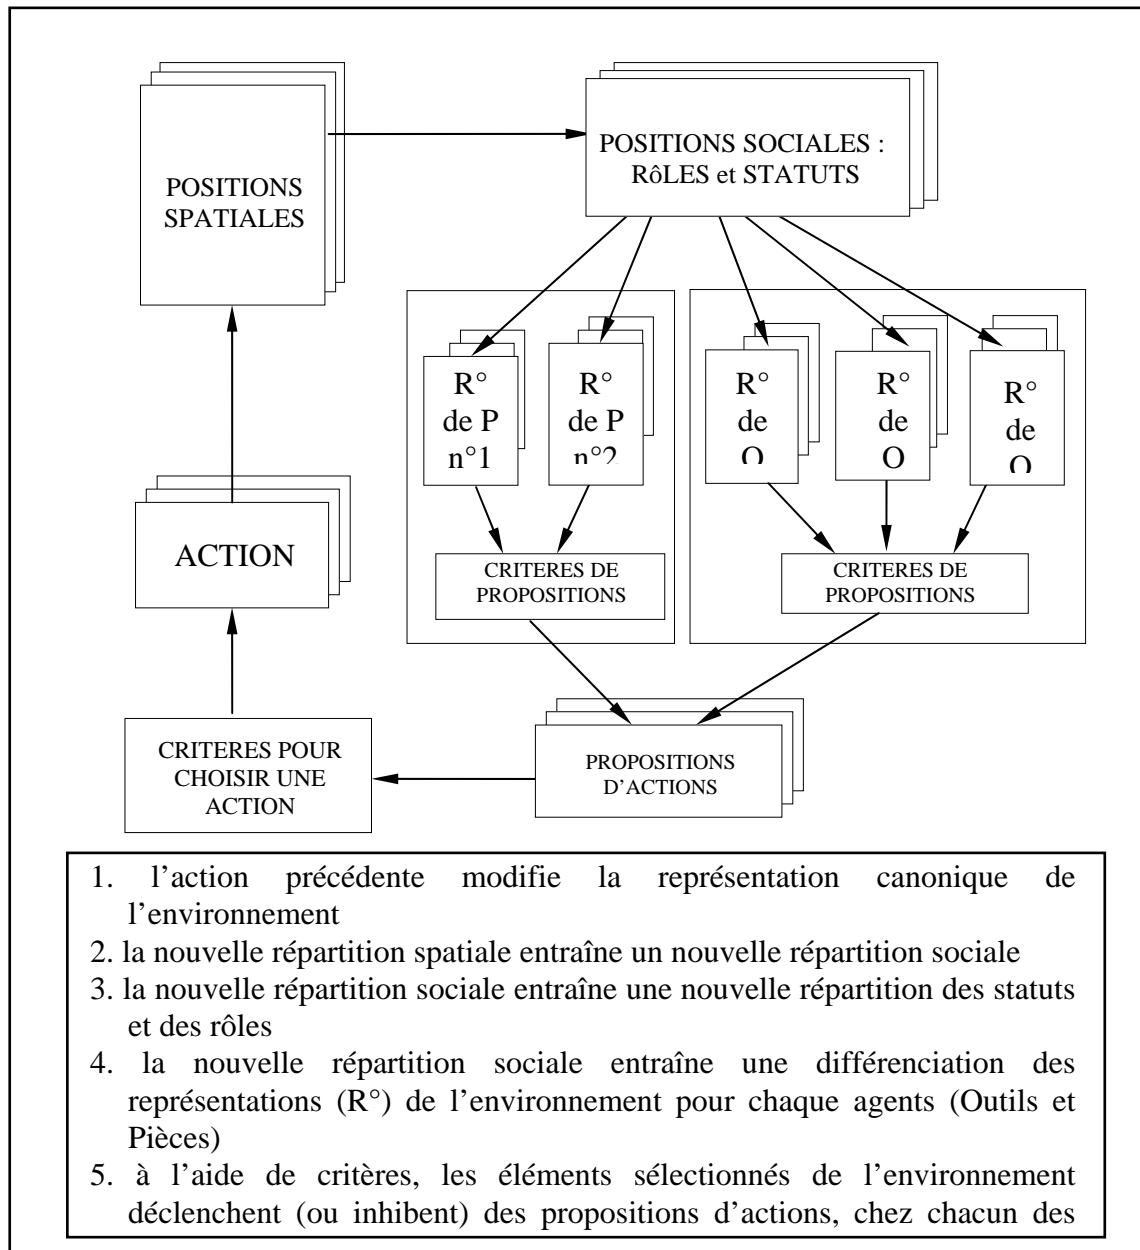 POSITIONS
SPATIALES
POSITIONS SOCIALES :
RôLES et STATUTS
R°
de P
n°1
R°
de P
n°2
R°
de
O
R°
de
O
R°
de
O
CRITERES DE
PROPOSITIONS
CRITERES DE
PROPOSITIONS
ACTION
CRITERES POUR
CHOISIR UNE
ACTION
PROPOSITIONS
D’ACTIONS
1. l’action précédente modifie la représentation canonique de
l’environnement
2. la nouvelle répartition spatiale entraîne un nouvelle répartition sociale
3. la nouvelle répartition sociale entraîne une nouvelle répartition des statuts
et des rôles
4. la nouvelle répartition sociale entraîne une différenciation des
représentations (R°) de l’environnement pour chaque agents (Outils et
Pièces)
5. à l’aide de critères, les éléments sélectionnés de l’environnement
déclenchent (ou inhibent) des propositions d’actions, chez chacun des